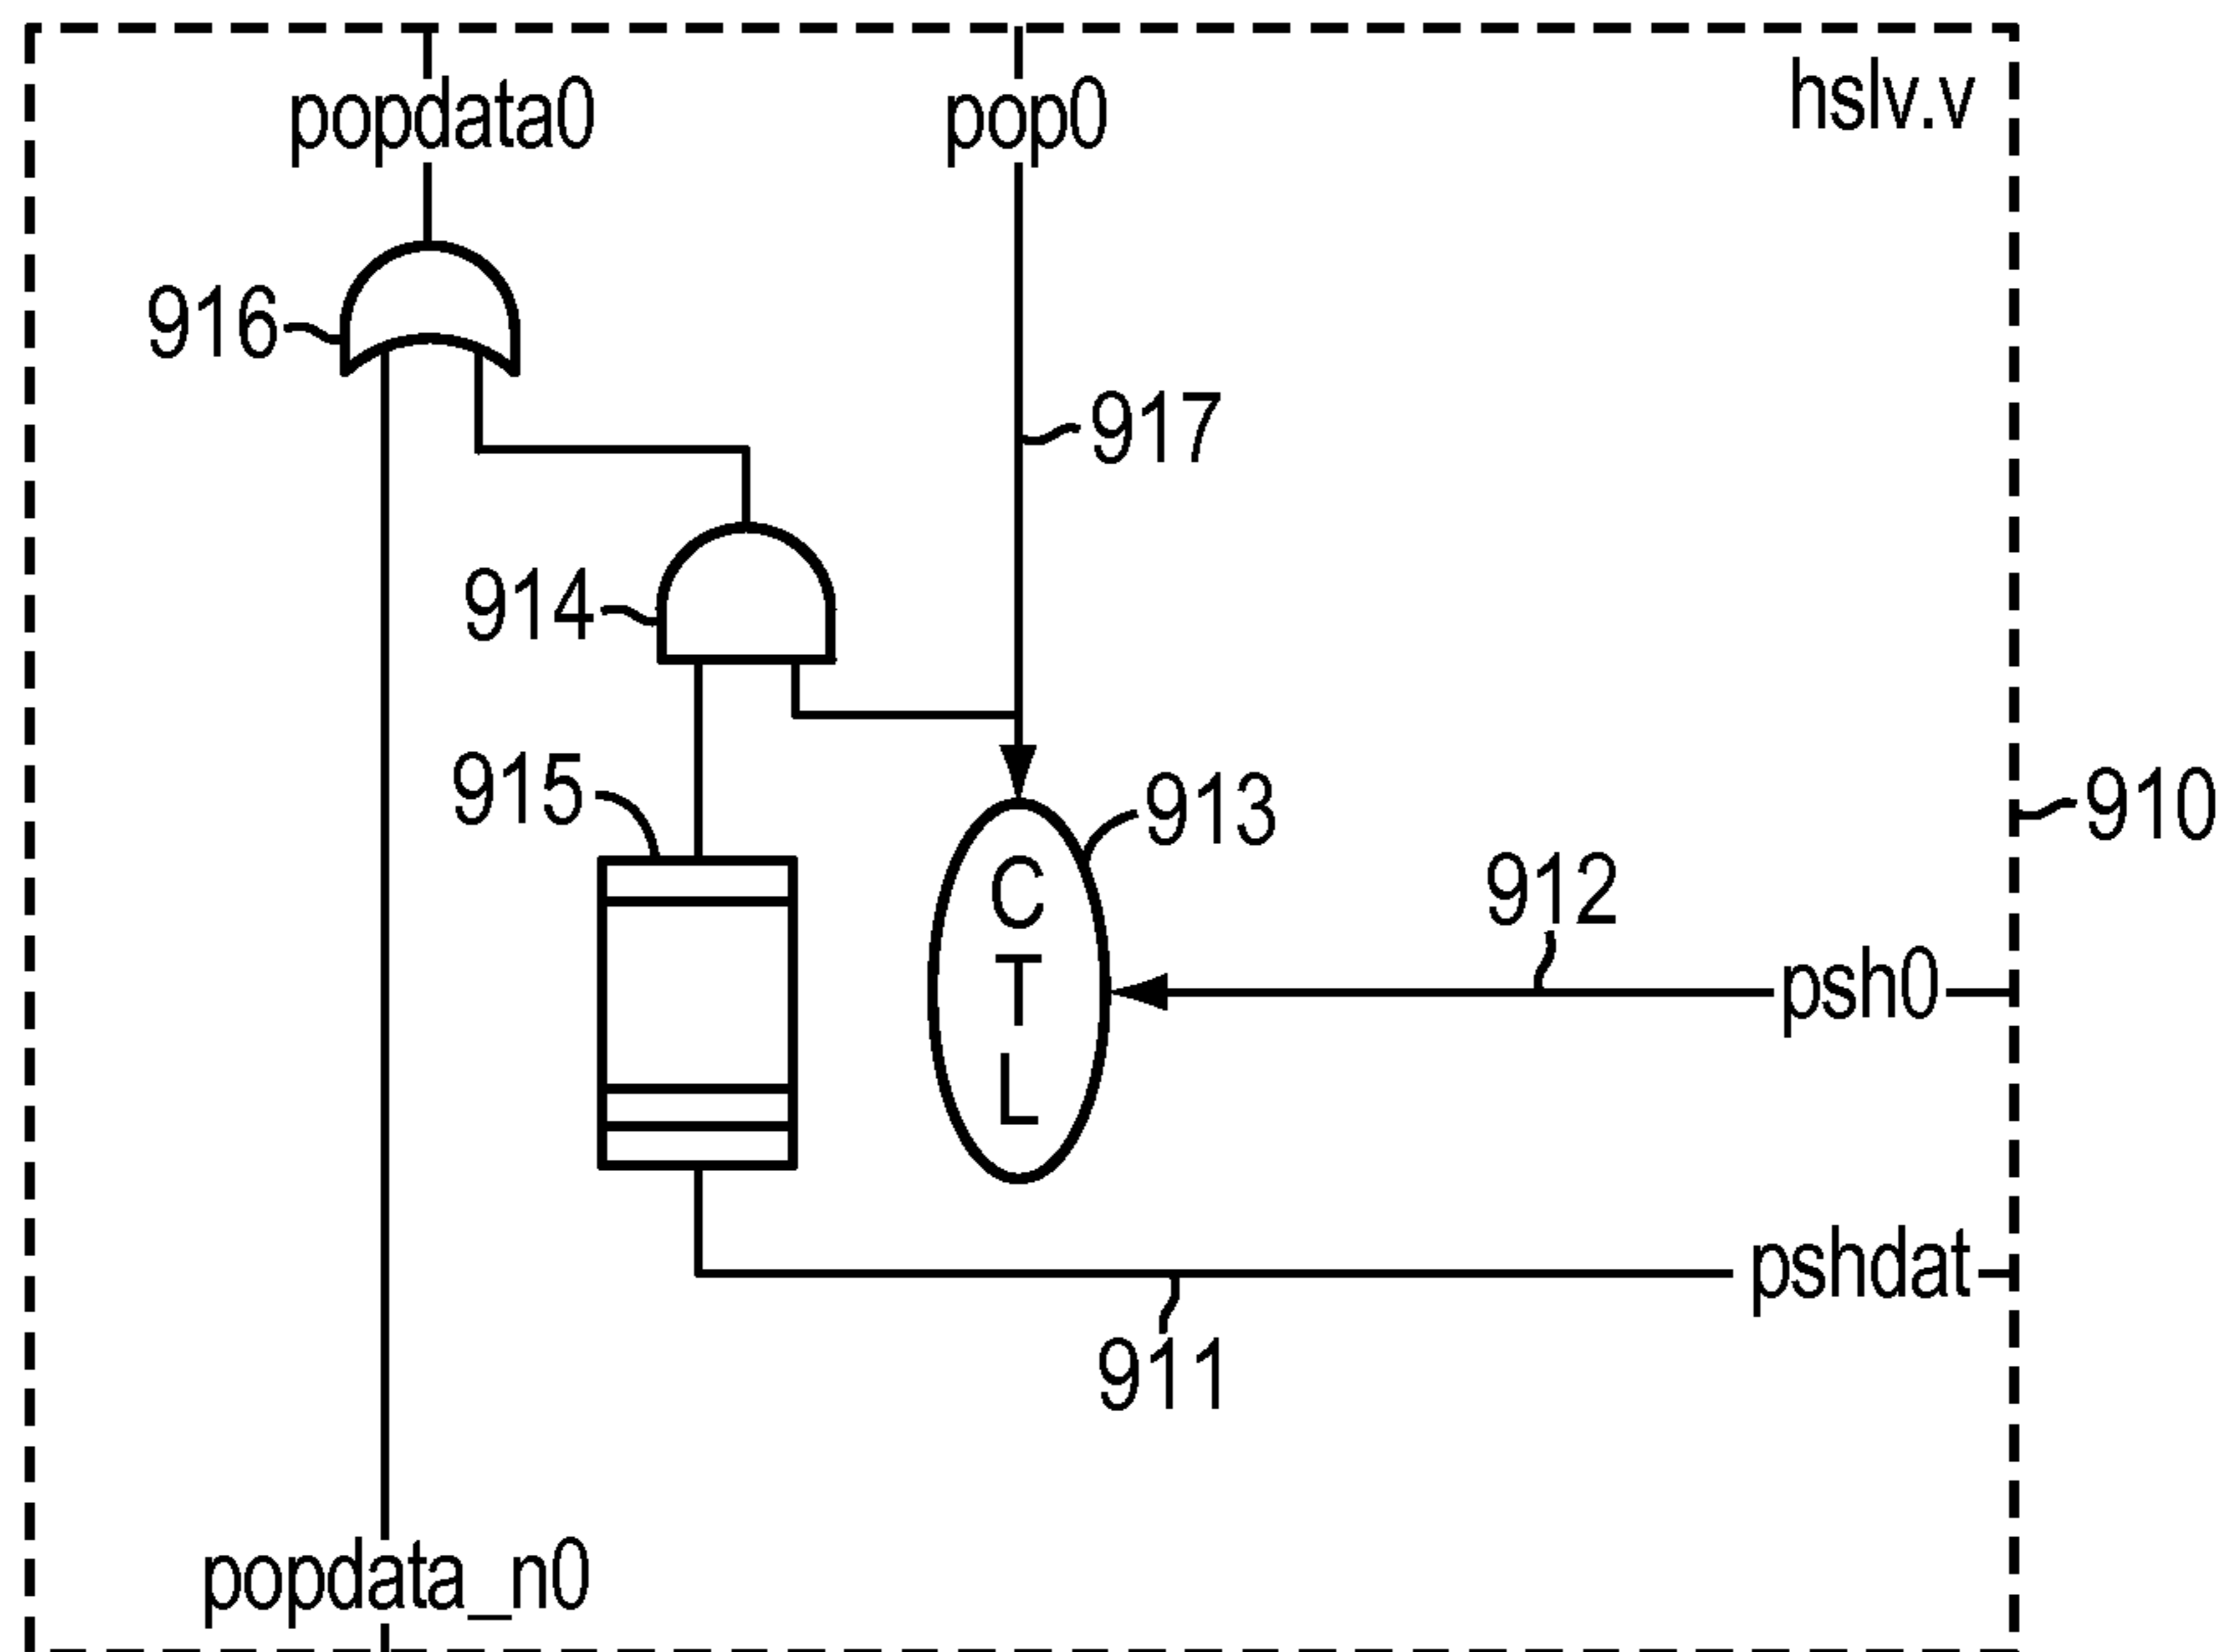 popdata0
pop0
hslv.v
916
917
914
915
913
910
C
T
L
912
psh0
pshdat
911
popdata_n0